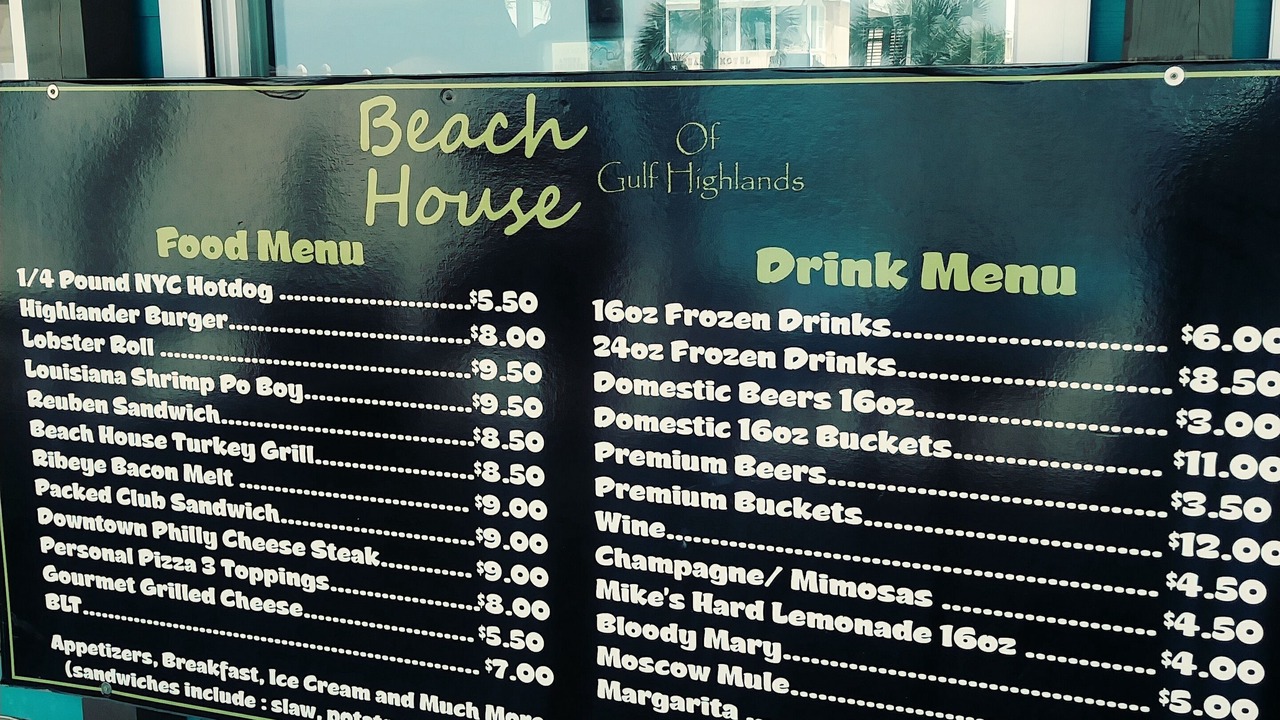 Beach
House
Of
Gulf Highlands
Food Menu
1/4 Pound NYC Hotdog ........................................$5.50
Highlander Burger........................................$8.00
Lobster Roll ........................................$9.50
Louisiana Shrimp Po Boy........................................$9.50
Reuben Sandwich........................................$8.50
Beach House Turkey Grill........................................$8.50
Ribeye Bacon Melt ........................................$9.00
Packed Club Sandwich........................................$9.00
Downtown Philly Cheese Steak....................$9.00
Personal Pizza 3 Toppings..............................$8.00
Gourmet Grilled Cheese.............................. $5.50
BLT.................................................. $7.00
Appetizers, Breakfast, Ice Cream and Much More
(sandwiches include : slaw,
Drink Menu
16oz Frozen Drinks........................................ $6.00
24oz Frozen Drinks........................................ $8.50
Domestic Beers 16oz........................................ $3.00
Domestic 16oz Buckets.............................. $11.00
Premium Beers........................................ $3.50
Premium Buckets........................................ $12.00
Wine.................................................. $4.50
Champagne/ Mimosas .............................. $4.50
Mike's Hard Lemonade 16oz .................... $4.00
Bloody Mary........................................ $5.00
Moscow Mule........................................
Margarita ..